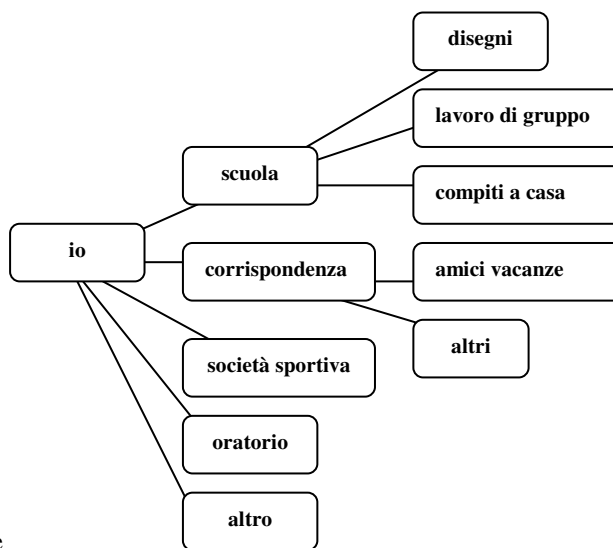 disegni
lavoro di gruppo
scuola
compiti a casa
io
corrispondenza
amici vacanze
altri
società sportiva
oratorio
altro
e